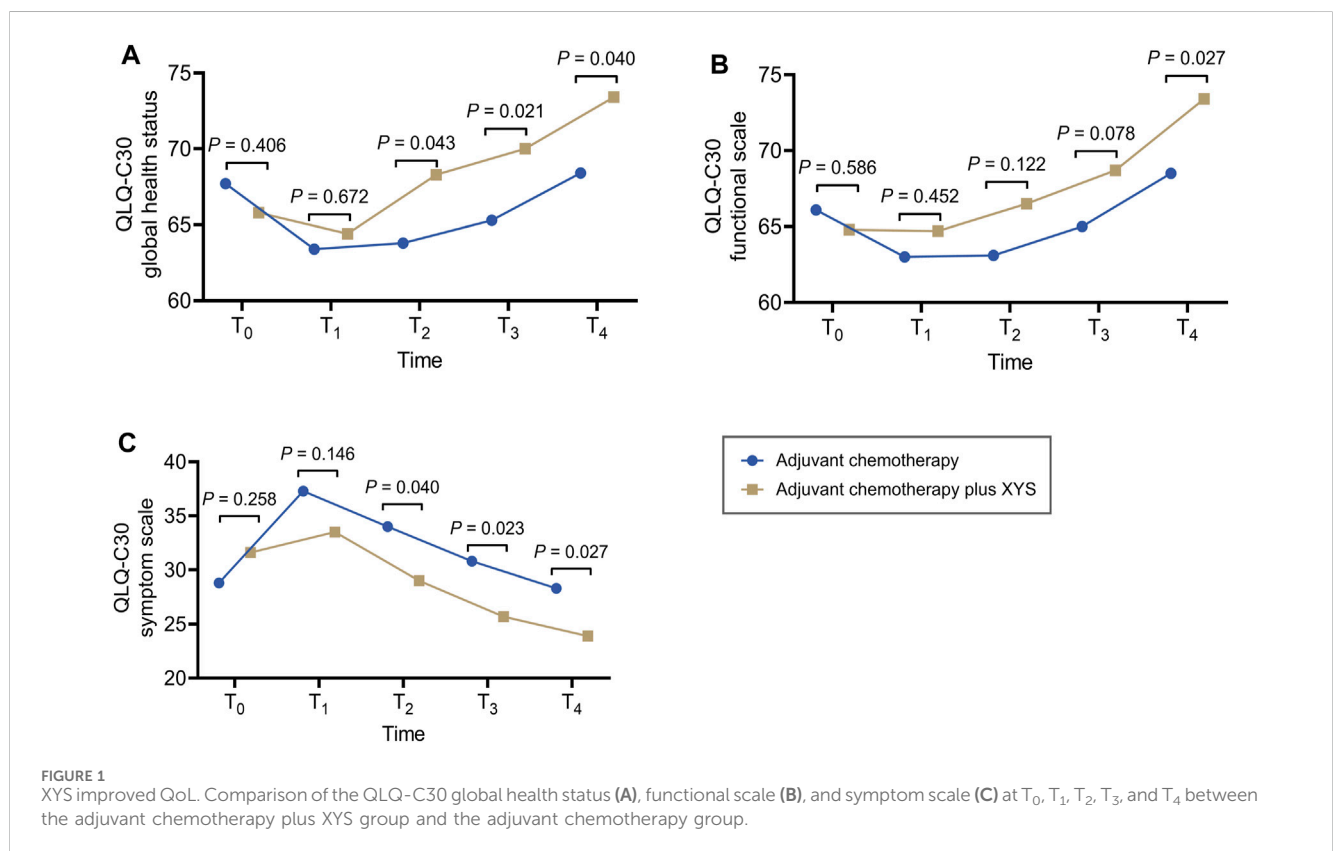 A
QLQ-C30
global health status
75
70
65
60
P = 0.406
P = 0.672
P = 0.043
P = 0.021
P = 0.040
T0
T1
T2
T3
T4
Time
B
QLQ-C30
functional scale
75
70
65
60
P = 0.586
P = 0.452
P = 0.122
P = 0.078
P = 0.027
T0
T1
T2
T3
T4
Time
C
QLQ-C30
symptom scale
40
35
30
25
20
P = 0.258
P = 0.146
P = 0.040
P = 0.023
P = 0.027
T0
T1
T2
T3
T4
Time
Adjuvant chemotherapy
Adjuvant chemotherapy plus XYS
FIGURE 1
XYS improved QoL. Comparison of the QLQ-C30 global health status (A), functional scale (B), and symptom scale (C) at T0, T1, T2, T3, and T4 between
the adjuvant chemotherapy plus XYS group and the adjuvant chemotherapy group.